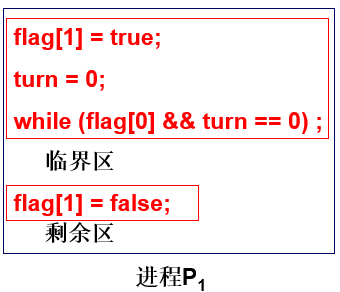 flag[1] = true;
turn = 0;
while (flag[0] && turn == 0) ;
临界区
flag[1] = false;
剩余区
进程P1